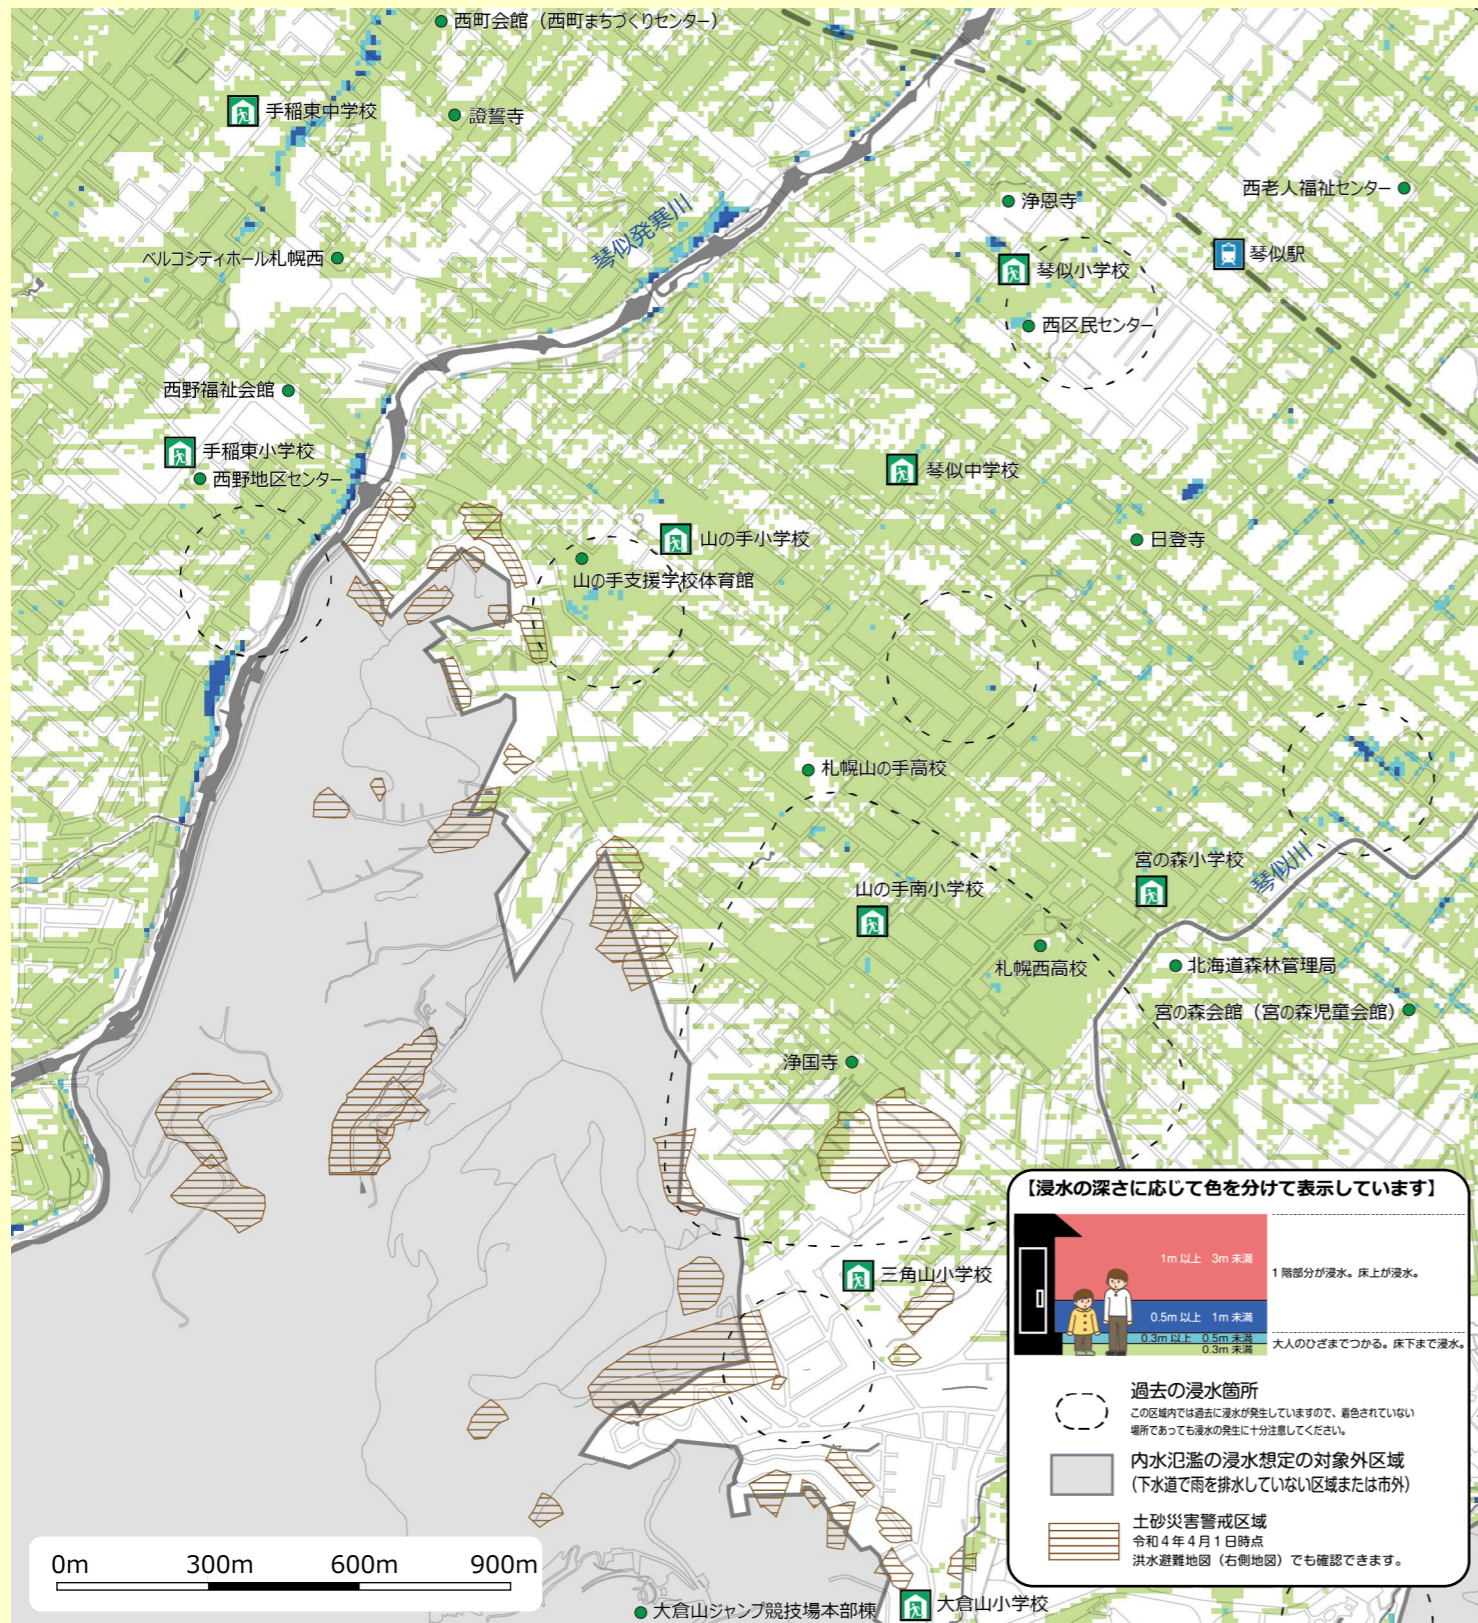 西町会館（西町まちづくりセンター）
手稲東中学校
證誓寺
琴似発寒川
浄恩寺
西老人福祉センター
ベルコシティホール札幌西
琴似小学校
琴似駅
西区民センター
西野福祉会館
手稲東小学校
西野地区センター
琴似中学校
山の手小学校
日登寺
山の手支援学校体育館
札幌山の手高校
宮の森小学校
琴似川
山の手南小学校
札幌西高校
北海道森林管理局
宮の森会館（宮の森児童会館）
浄国寺
三角山小学校
大倉山ジャンプ競技場本部棟
大倉山小学校
0m 300m 600m 900m
【浸水の深さに応じて色を分けて表示しています】
1m 以上　3m 未満
1 階部分が浸水。床上が浸水。
0.5m 以上　1m 未満
0.3m 以上　0.5m 未満
0.3m 未満
大人のひざまでつかる。床下まで浸水。
過去の浸水箇所
この区域内では過去に浸水が発生していますので、着色されていない
場所であっても浸水の発生に十分注意してください。
内水氾濫の浸水想定の対象外区域
（下水道で雨を排水していない区域または市外）
土砂災害警戒区域
令和４年４月１日時点
洪水避難地図（右側地図）でも確認できます。